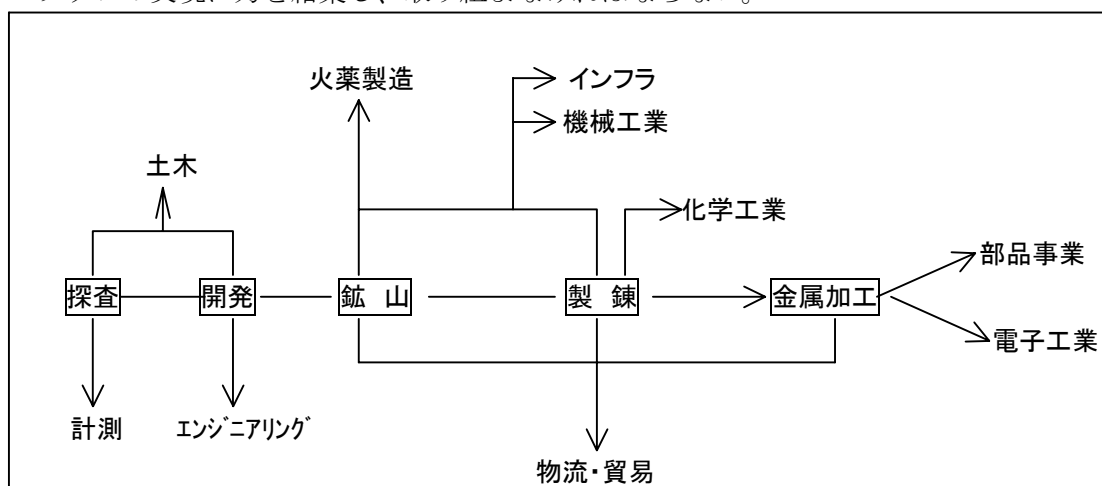 火薬製造
インフラ
機械工業
土木
化学工業
部品事業
探査
開発
鉱 山
製 錬
金属加工
電子工業
計測
エンジニアリング
物流・貿易